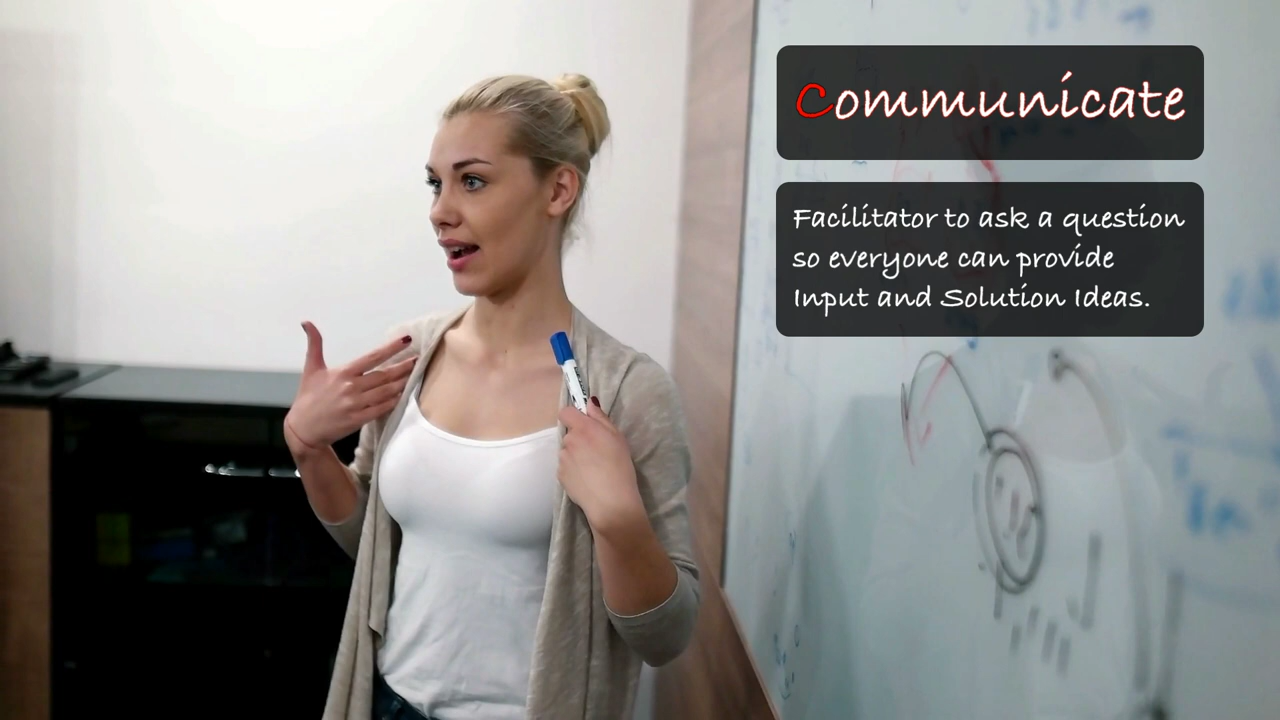 Communicate
Facilitator to ask a question
so everyone can provide
Input and Solution Ideas.